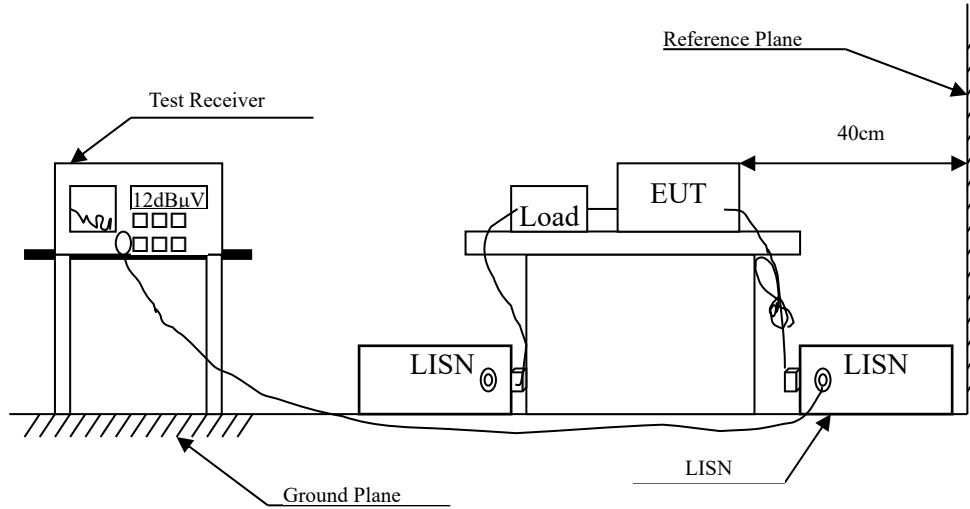 Reference Plane
Test Receiver
40cm
12dBµV
EUT
Load
LISN
LISN
LISN
Ground Plane